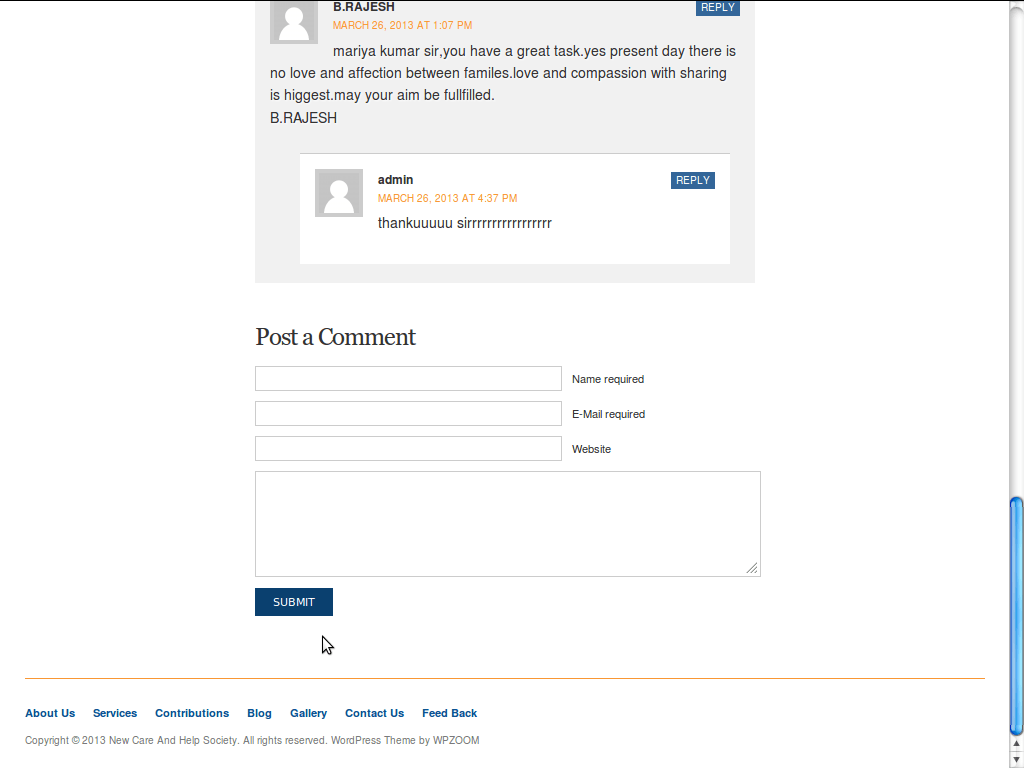 B.RAJESH REPLY
MARCH 26, 2013 AT 1:07 PM
mariya kumar sir,you have a great task.yes present day there is
no love and affection between familes.love and compassion with sharing
is higgest.may your aim be fullfilled.
B.RAJESH
admin REPLY
MARCH 26, 2013 AT 4:37 PM
thankuuuuu sirrrrrrrrrrrrrrrrr
Post a Comment
Name required
E-Mail required
Website
SUBMIT
About Us Services Contributions Blog Gallery Contact Us Feed Back
Copyright © 2013 New Care And Help Society. All rights reserved. WordPress Theme by WPZOOM